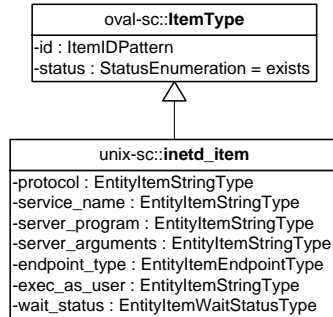 oval-sc::ItemType
-id : ItemIDPattern
-status : StatusEnumeration = exists
unix-sc::inetd_item
-protocol : EntityItemStringType
-service_name : EntityItemStringType
-server_program : EntityItemStringType
-server_arguments : EntityItemStringType
-endpoint_type : EntityItemEndpointType
-exec_as_user : EntityItemStringType
-wait_status : EntityItemWaitStatusType